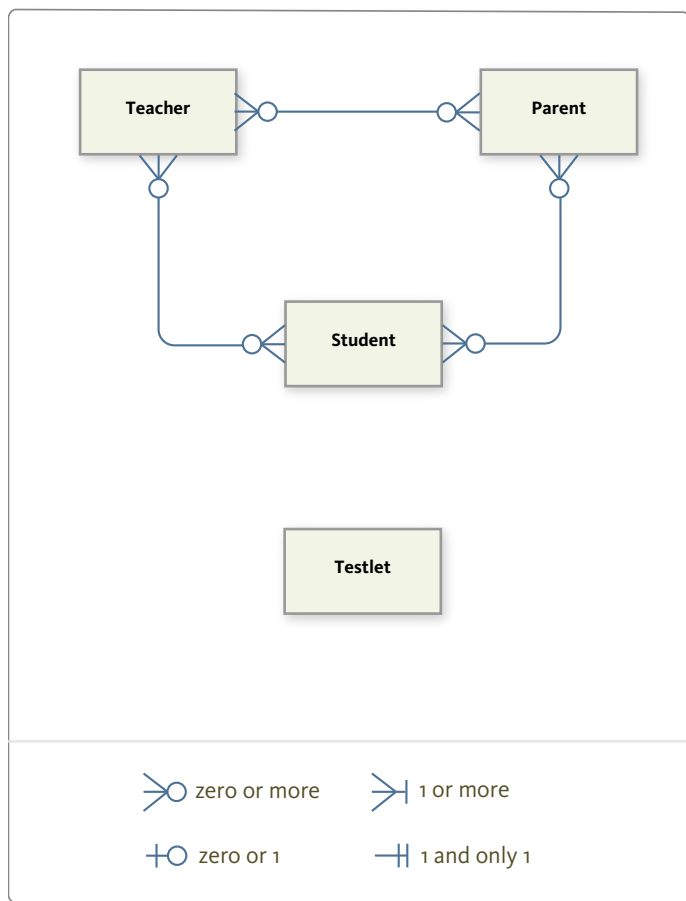 Teacher
Parent
Student
Testlet
zero or more
1 or more
zero or 1
1 and only 1